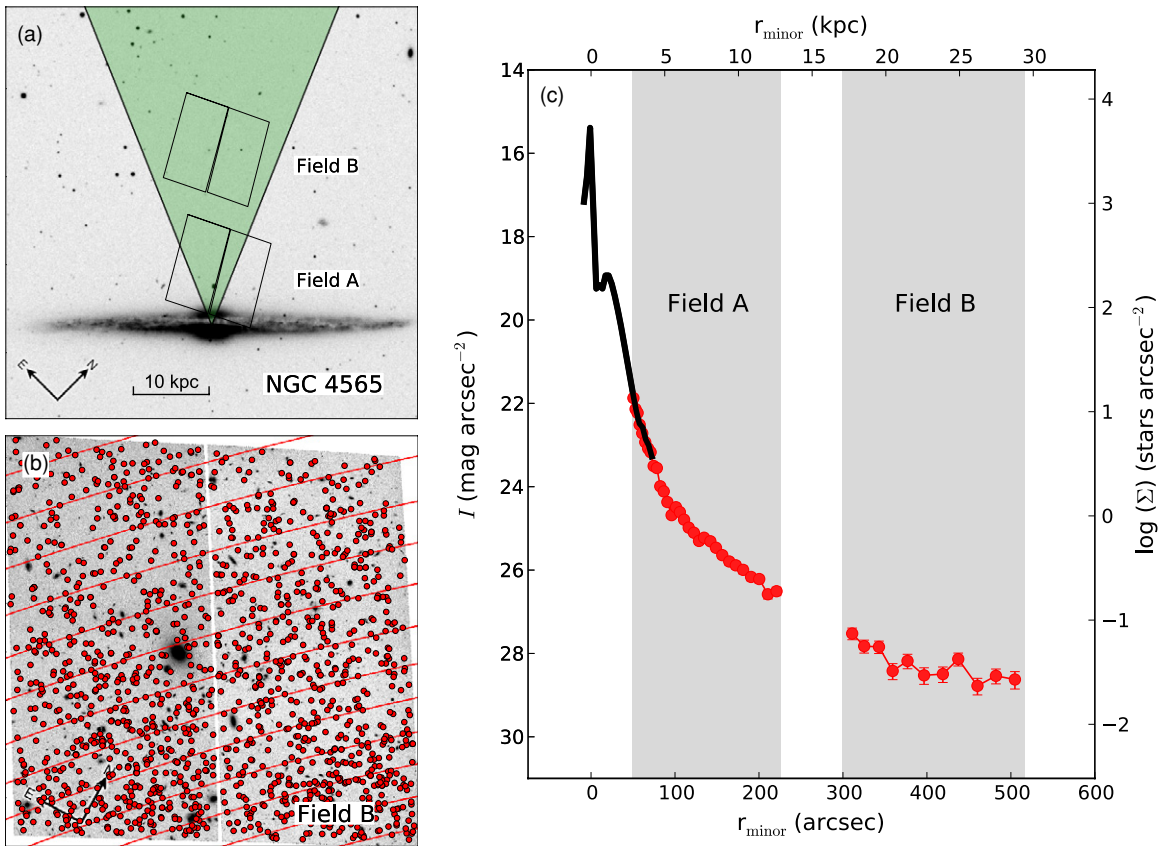 (a)
Field B
Field A
E
N
10 kpc
NGC 4565
(b)
E
Field B
r_minor (kpc)
0 5 10 15 20 25 30
(c)
14
16
18
20
22
24
26
28
30
I (mag arcsec⁻²)
Field A
Field B
4
3
2
1
0
−1
−2
log (Σ) (stars arcsec⁻²)
0 100 200 300 400 500 600
r_minor (arcsec)